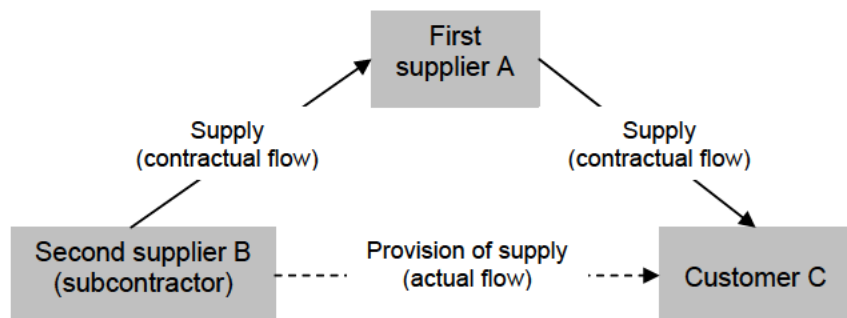 First
supplier A
Supply
(contractual flow)
Supply
(contractual flow)
Second supplier B
(subcontractor)
Provision of supply
(actual flow)
Customer C